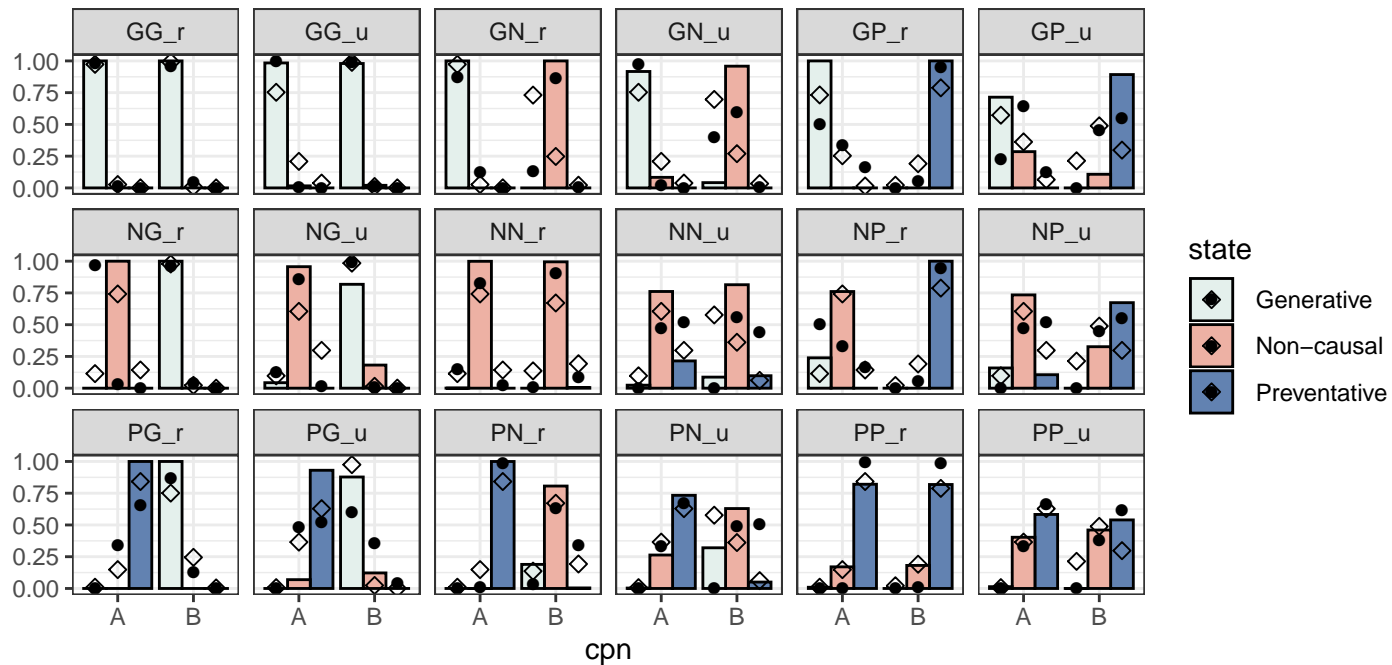 GG_r GG_u GN_r GN_u GP_r GP_u
1.00
0.75
0.50
0.25
0.00
NG_r NG_u NN_r NN_u NP_r NP_u
1.00
0.75
0.50
0.25
0.00
PG_r PG_u PN_r PN_u PP_r PP_u
1.00
0.75
0.50
0.25
0.00
A B A B A B A B A B A B
cpn
state
Generative
Non−causal
Preventative